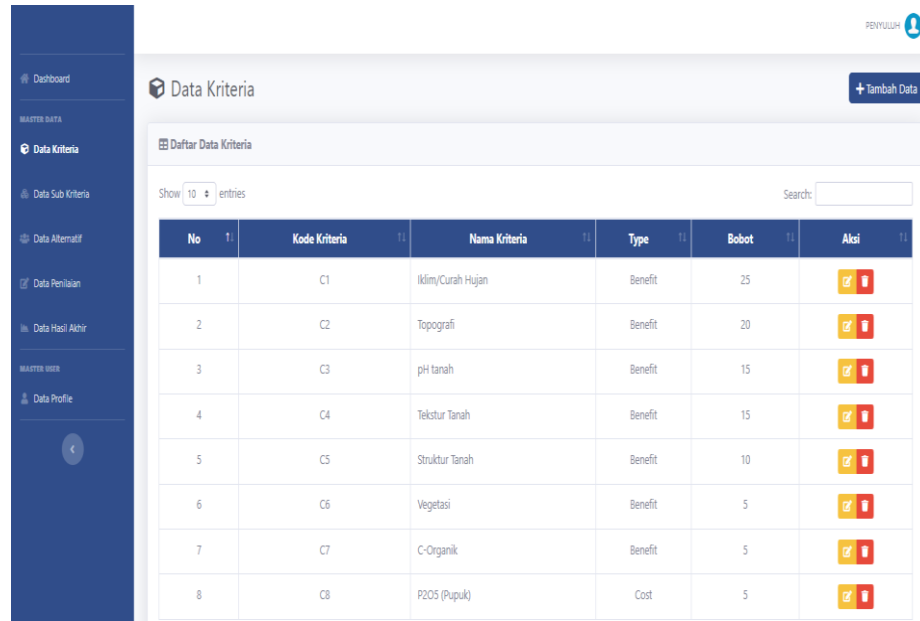 PENYULUH
Dashboard
MASTER DATA
Data Kriteria
Data Sub Kriteria
Data Alternatif
Data Penilaian
Data Hasil Akhir
MASTER USER
Data Profile
Data Kriteria
+ Tambah Data
Daftar Data Kriteria
Show 10 entries
Search:
No Kode Kriteria Nama Kriteria Type Bobot Aksi
1 C1 Iklim/Curah Hujan Benefit 25
2 C2 Topografi Benefit 20
3 C3 pH tanah Benefit 15
4 C4 Tekstur Tanah Benefit 15
5 C5 Struktur Tanah Benefit 10
6 C6 Vegetasi Benefit 5
7 C7 C-Organik Benefit 5
8 C8 P2O5 (Pupuk) Cost 5